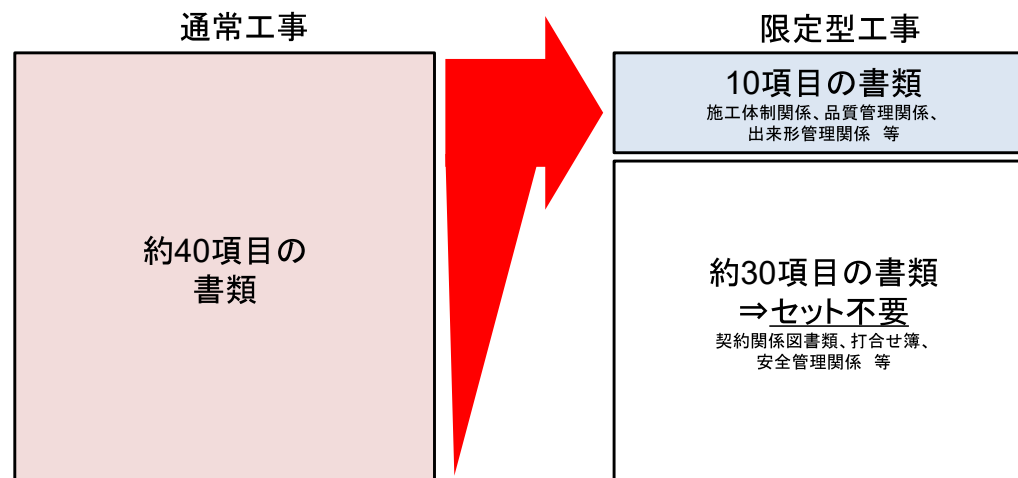 通常工事
約40項目の
書類
限定型工事
10項目の書類
施工体制関係、品質管理関係、
出来形管理関係　等
約30項目の書類
⇒セット不要
契約関係図書類、打合せ簿、
安全管理関係　等